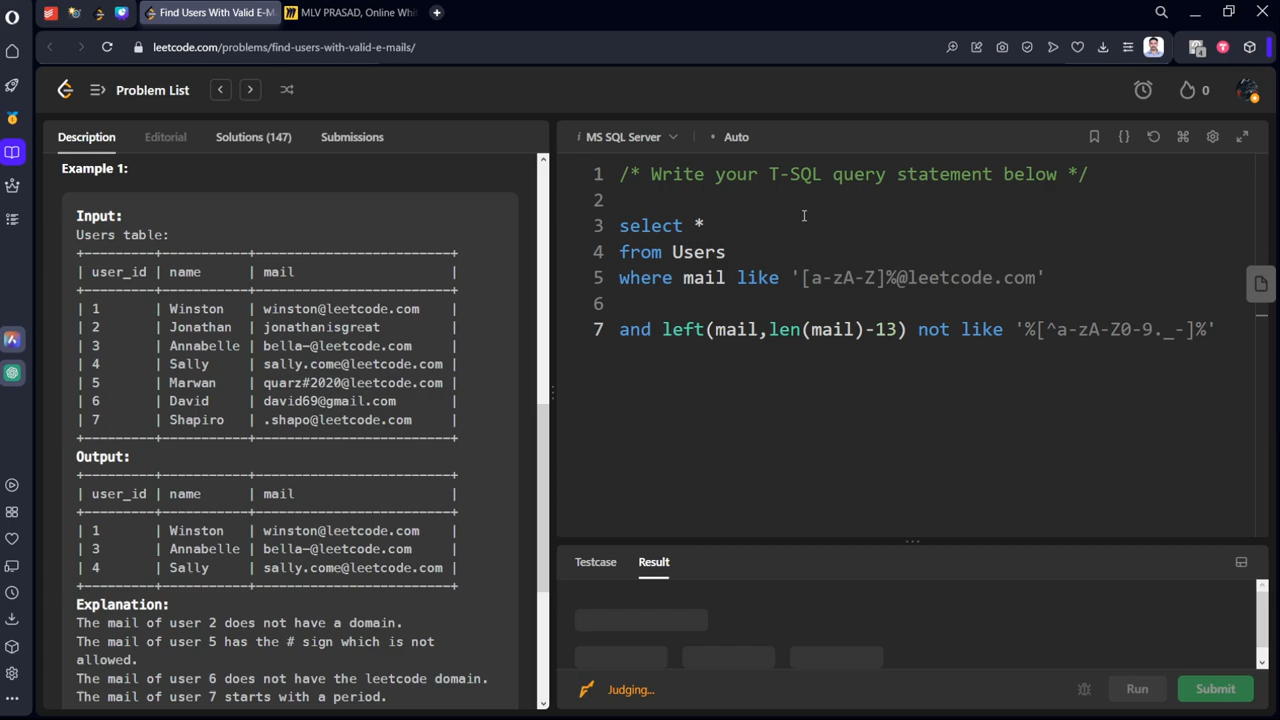 Find Users With Valid E-M
MLV PRASAD, Online Whit
leetcode.com/problems/find-users-with-valid-e-mails/
Problem List
0
Description Editorial Solutions (147) Submissions
Example 1:
Input:
Users table:
+---------+-----------+-------------------------+
| user_id | name | mail |
+---------+-----------+-------------------------+
| 1 | Winston | winston@leetcode.com |
| 2 | Jonathan | jonathanisgreat |
| 3 | Annabelle | bella-@leetcode.com |
| 4 | Sally | sally.come@leetcode.com |
| 5 | Marwan | quarz#2020@leetcode.com |
| 6 | David | david69@gmail.com |
| 7 | Shapiro | .shapo@leetcode.com |
+---------+-----------+-------------------------+
Output:
+---------+-----------+-------------------------+
| user_id | name | mail |
+---------+-----------+-------------------------+
| 1 | Winston | winston@leetcode.com |
| 3 | Annabelle | bella-@leetcode.com |
| 4 | Sally | sally.come@leetcode.com |
+---------+-----------+-------------------------+
Explanation:
The mail of user 2 does not have a domain.
The mail of user 5 has the # sign which is not
allowed.
The mail of user 6 does not have the leetcode domain.
The mail of user 7 starts with a period.
i MS SQL Server • Auto
1 /* Write your T-SQL query statement below */
2
3 select *
4 from Users
5 where mail like '[a-zA-Z]%@leetcode.com'
6
7 and left(mail,len(mail)-13) not like '%[^a-zA-Z0-9._-]%'
Testcase Result
Judging...
Run Submit